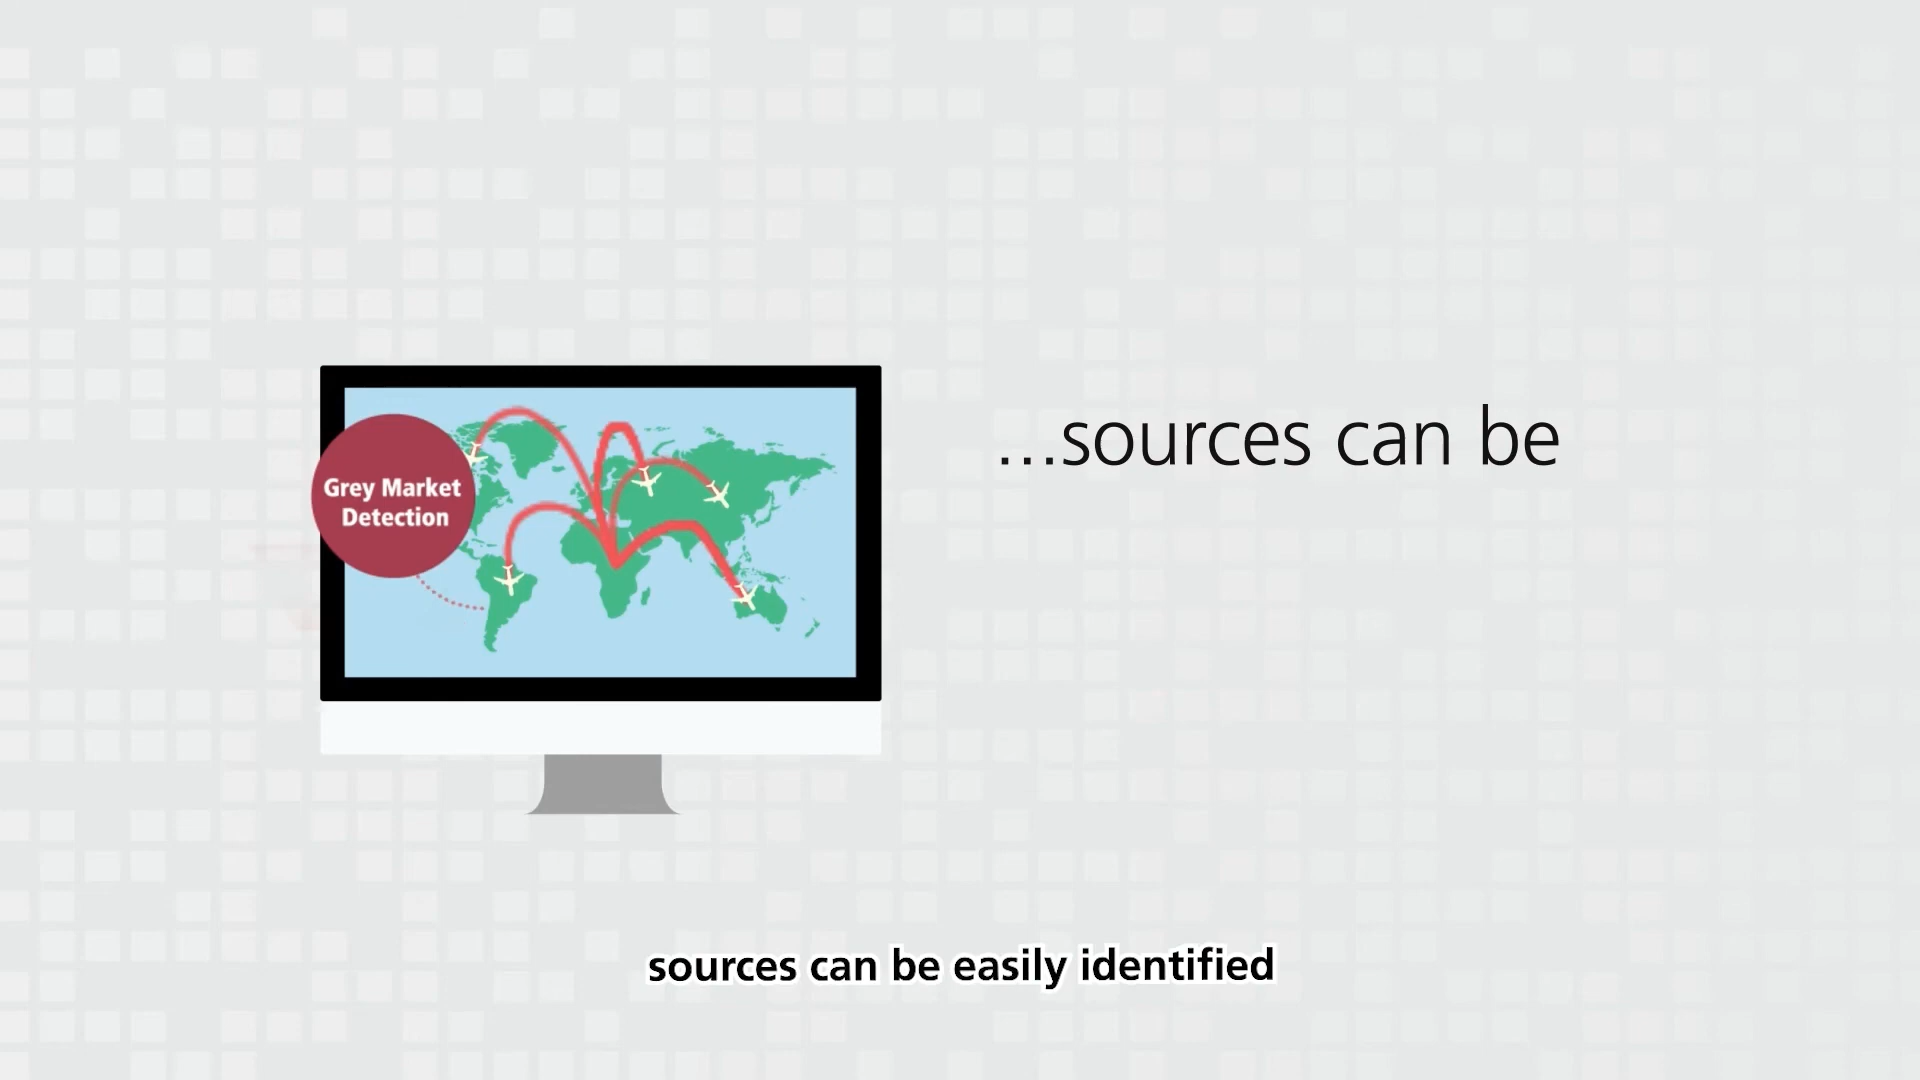 Grey Market
Detection
...sources can be
sources can be easily identified